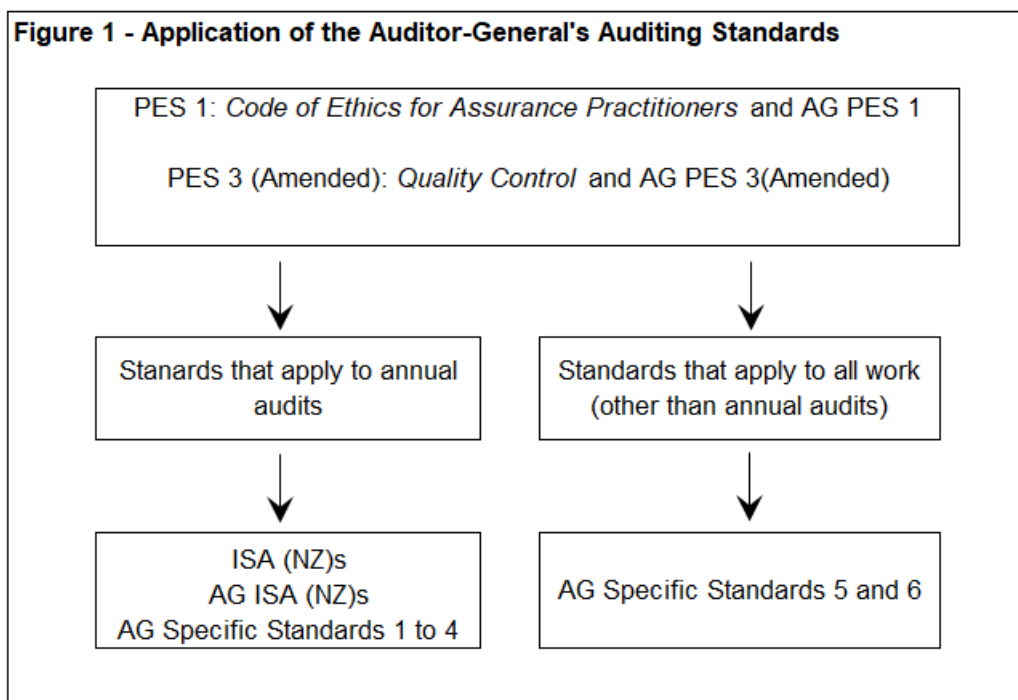 Figure 1 - Application of the Auditor-General's Auditing Standards
PES 1: Code of Ethics for Assurance Practitioners and AG PES 1
PES 3 (Amended): Quality Control and AG PES 3(Amended)
Stanards that apply to annual
audits
Standards that apply to all work
(other than annual audits)
ISA (NZ)s
AG ISA (NZ)s
AG Specific Standards 1 to 4
AG Specific Standards 5 and 6